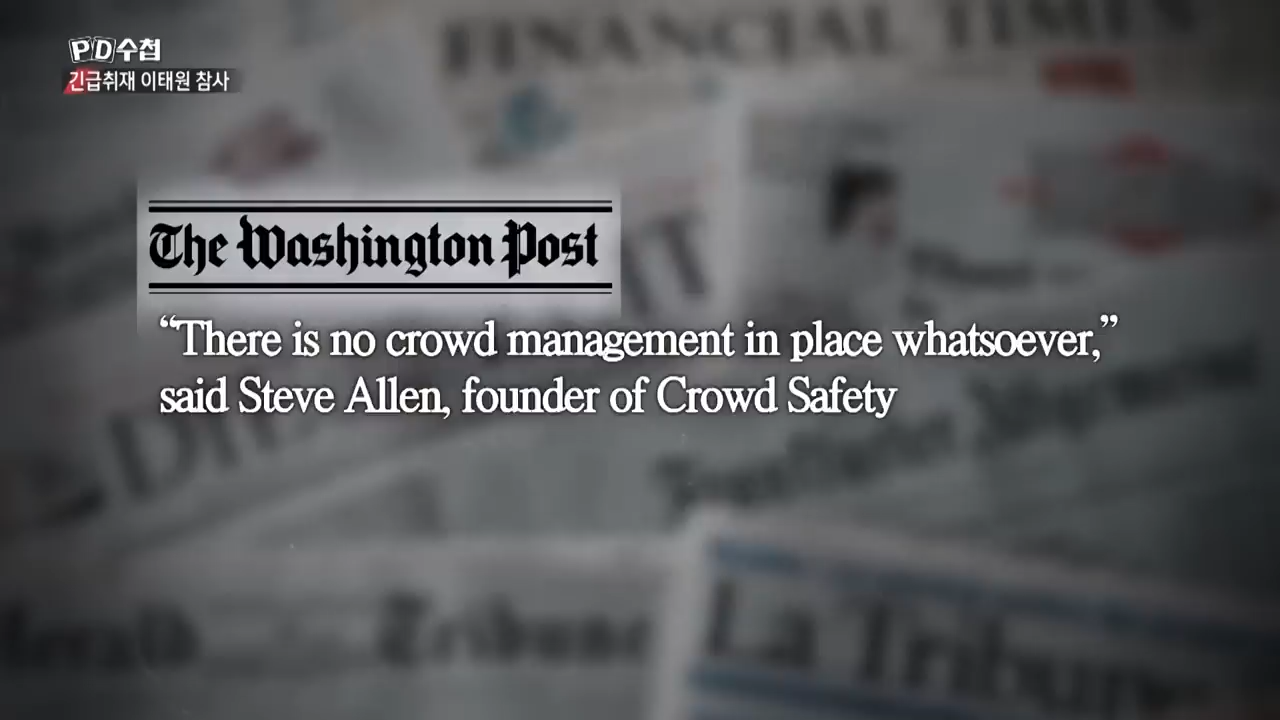 PD수첩
긴급취재 이태원 참사
FINANCIAL TIMES
The Washington Post
“There is no crowd management in place whatsoever,”
said Steve Allen, founder of Crowd Safety
Herald Tribune
La Tribune